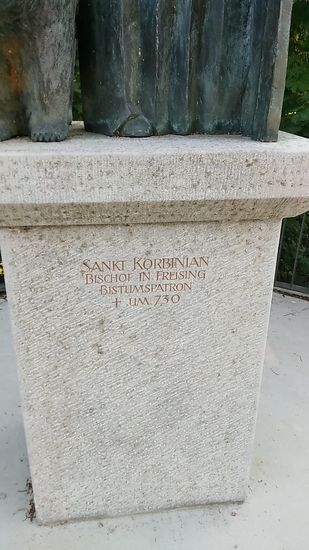 SANKT KORBINIAN
BISCHOF IN FREISING
BISTUMSPATRON
† UM 730